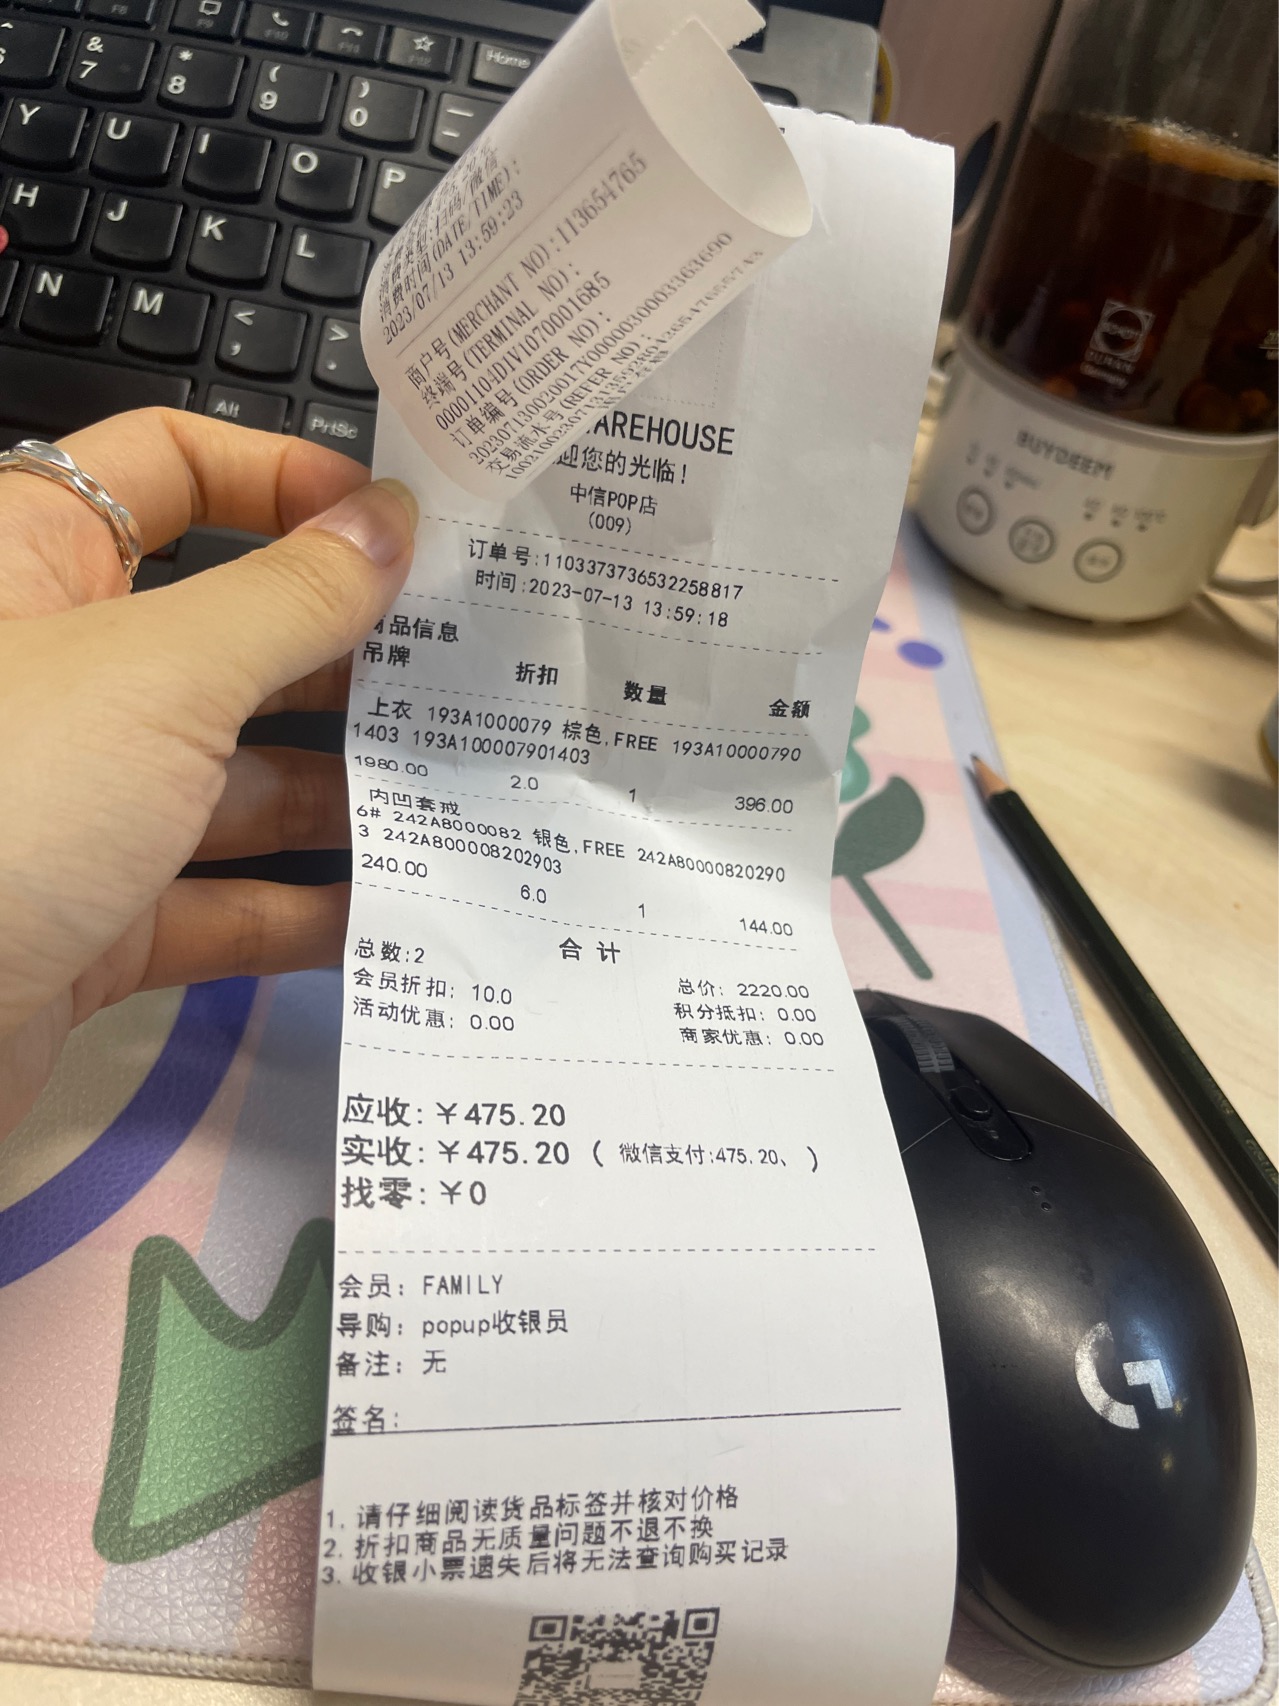 Home
&
7
*
8
(
9
)
0
Y
U
I
O
P
H
J
K
L
N
M
<
,
>
Alt
PrtSc
消费时间(DATE/TIME):
2023/07/13 13:59:23
商户号(MERCHANT NO):113654765
终端号(TERMINAL NO):
00001104D1V1070001685
订单编号(ORDER NO):
交易流水号(REFER NO):
AREHOUSE
迎您的光临!
中信POP店
(009)
订单号:1103373736532258817
时间:2023-07-13 13:59:18
商品信息
吊牌 折扣 数量 金额
上衣 193A1000079 棕色,FREE 193A10000790
1403 193A100007901403
1980.00 2.0 1 396.00
内凹套戒
6# 242A8000082 银色,FREE 242A80000820290
3 242A800008202903
240.00 6.0 1 144.00
合计
总数:2 总价: 2220.00
会员折扣: 10.0 积分抵扣: 0.00
活动优惠: 0.00 商家优惠: 0.00
应收:￥475.20
实收:￥475.20 ( 微信支付:475.20、 )
找零:￥0
会员: FAMILY
导购: popup收银员
备注: 无
签名:
1. 请仔细阅读货品标签并核对价格
2. 折扣商品无质量问题不退不换
3. 收银小票遗失后将无法查询购买记录
BUYDEEM
G